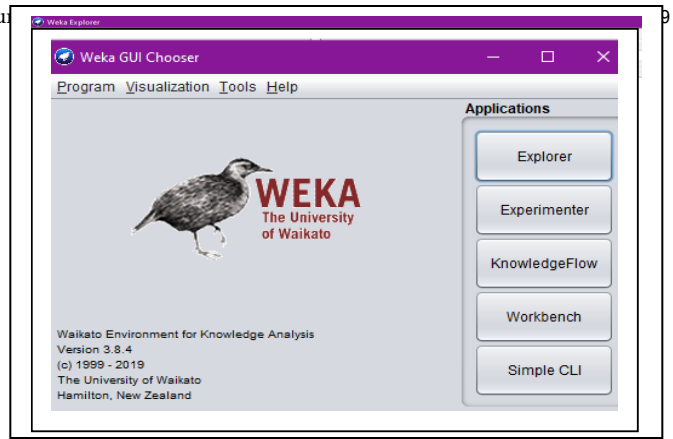 Weka Explorer
9
Weka GUI Chooser
Program Visualization Tools Help
Applications
WEKA
The University
of Waikato
Explorer
Experimenter
KnowledgeFlow
Workbench
Simple CLI
Waikato Environment for Knowledge Analysis
Version 3.8.4
(c) 1999 - 2019
The University of Waikato
Hamilton, New Zealand